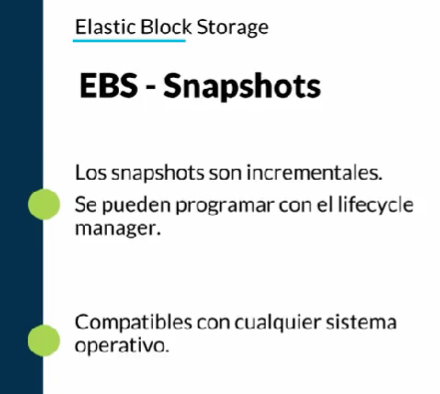 Elastic Block Storage
EBS - Snapshots
Los snapshots son incrementales.
Se pueden programar con el lifecycle
manager.
Compatibles con cualquier sistema
operativo.